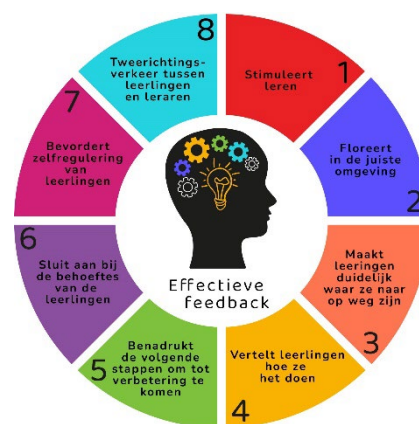 1
Stimuleert
leren
2
Floreert
in de juiste
omgeving
3
Maakt
leeringen
duidelijk
waar ze naar
op weg zijn
4
Vertelt leerlingen
hoe ze
het doen
5
Benadrukt
de volgende
stappen om tot
verbetering te
komen
6
Sluit aan bij
de behoeftes
van de
leerlingen
7
Bevordert
zelfregulering
van
leerlingen
8
Tweerichtings-
verkeer tussen
leerlingen
en leraren
Effectieve
feedback